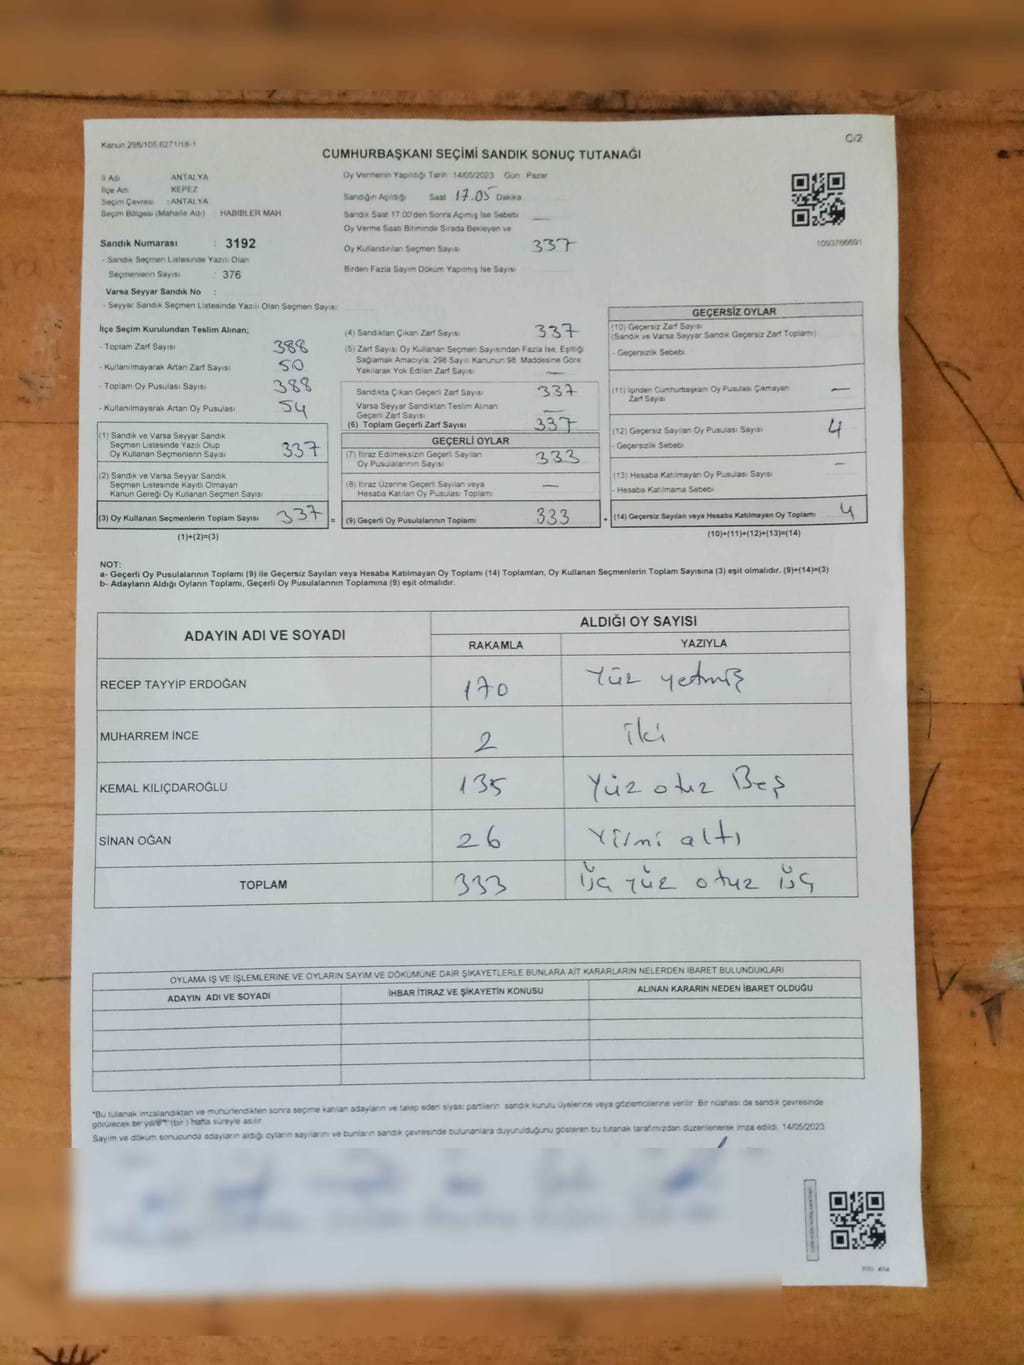 Kanun 298/105,6271/18-1
C/2
CUMHURBAŞKANI SEÇİMİ SANDIK SONUÇ TUTANAĞI
İl Adı ANTALYA
İlçe Adı KEPEZ
Seçim Çevresi : ANTALYA
Seçim Bölgesi (Mahalle Adı) HABİBLER MAH
Sandık Numarası : 3192
- Sandık Seçmen Listesinde Yazılı Olan
Seçmenlerin Sayısı : 376
Varsa Seyyar Sandık No :
- Seyyar Sandık Seçmen Listesinde Yazılı Olan Seçmen Sayısı
Oy Vermenin Yapıldığı Tarih 14/05/2023 Gün Pazar
Sandığın Açıldığı Saat 17.05 Dakika
Sandık Saat 17.00'den Sonra Açılmış İse Sebebi —
Oy Verme Saati Bitiminde Sırada Bekleyen ve
Oy Kullandırılan Seçmen Sayısı 337
Birden Fazla Sayım Döküm Yapılmış İse Sayısı
1093766691
İlçe Seçim Kurulundan Teslim Alınan;
- Toplam Zarf Sayısı 388
- Kullanılmayarak Artan Zarf Sayısı 50
- Toplam Oy Pusulası Sayısı 388
- Kullanılmayarak Artan Oy Pusulası 54
(1) Sandık ve Varsa Seyyar Sandık
Seçmen Listesinde Yazılı Olup
Oy Kullanan Seçmenlerin Sayısı 337
(2) Sandık ve Varsa Seyyar Sandık
Seçmen Listesinde Kayıtlı Olmayan
Kanun Gereği Oy Kullanan Seçmen Sayısı
(3) Oy Kullanan Seçmenlerin Toplam Sayısı 337 =
(1)+(2)=(3)
(4) Sandıktan Çıkan Zarf Sayısı 337
(5) Zarf Sayısı Oy Kullanan Seçmen Sayısından Fazla İse, Eşitliği
Sağlamak Amacıyla, 298 Sayılı Kanunun 98. Maddesine Göre
Yakılarak Yok Edilen Zarf Sayısı —
Sandıkta Çıkan Geçerli Zarf Sayısı 337
Varsa Seyyar Sandıktan Teslim Alınan
Geçerli Zarf Sayısı —
(6) Toplam Geçerli Zarf Sayısı 337
GEÇERLİ OYLAR
(7) İtiraz Edilmeksizin Geçerli Sayılan
Oy Pusulalarının Sayısı 333
(8) İtiraz Üzerine Geçerli Sayılan veya
Hesaba Katılan Oy Pusulası Toplamı —
(9) Geçerli Oy Pusulalarının Toplamı 333 +
GEÇERSİZ OYLAR
(10) Geçersiz Zarf Sayısı
(Sandık ve Varsa Seyyar Sandık Geçersiz Zarf Toplamı)
- Geçersizlik Sebebi
(11) İçinden Cumhurbaşkanı Oy Pusulası Çıkmayan
Zarf Sayısı —
(12) Geçersiz Sayılan Oy Pusulası Sayısı 4
- Geçersizlik Sebebi
(13) Hesaba Katılmayan Oy Pusulası Sayısı —
- Hesaba Katılmama Sebebi
(14) Geçersiz Sayılan veya Hesaba Katılmayan Oy Toplamı 4
(10)+(11)+(12)+(13)=(14)
NOT:
a- Geçerli Oy Pusulalarının Toplamı (9) ile Geçersiz Sayılan veya Hesaba Katılmayan Oy Toplamı (14) Toplamları, Oy Kullanan Seçmenlerin Toplam Sayısına (3) eşit olmalıdır. (9)+(14)=(3)
b- Adayların Aldığı Oyların Toplamı, Geçerli Oy Pusulalarının Toplamına (9) eşit olmalıdır.
ADAYIN ADI VE SOYADI ALDIĞI OY SAYISI
RAKAMLA YAZIYLA
RECEP TAYYİP ERDOĞAN 170 Yüz yetmiş
MUHARREM İNCE 2 İki
KEMAL KILIÇDAROĞLU 135 Yüz otuz Beş
SİNAN OĞAN 26 Yirmi altı
TOPLAM 333 Üç yüz otuz üç
OYLAMA İŞ VE İŞLEMLERİNE VE OYLARIN SAYIM VE DÖKÜMÜNE DAİR ŞİKAYETLERLE BUNLARA AİT KARARLARIN NELERDEN İBARET BULUNDUKLARI
ADAYIN ADI VE SOYADI İHBAR İTİRAZ VE ŞİKAYETİN KONUSU ALINAN KARARIN NEDEN İBARET OLDUĞU
*Bu tutanak imzalandıktan ve mühürlendikten sonra seçime katılan adayların ve talep eden siyasi partilerin, sandık kurulu üyelerine veya gözlemcilerine verilir. Bir nüshası da sandık çevresinde
görülecek bir yere 1 (bir) hafta süreyle asılır.
Sayım ve döküm sonucunda adayların aldığı oyların sayılarını ve bunların sandık çevresinde bulunanlara duyurulduğunu gösteren bu tutanak tarafımızdan düzenlenerek imza edildi. 14/05/2023